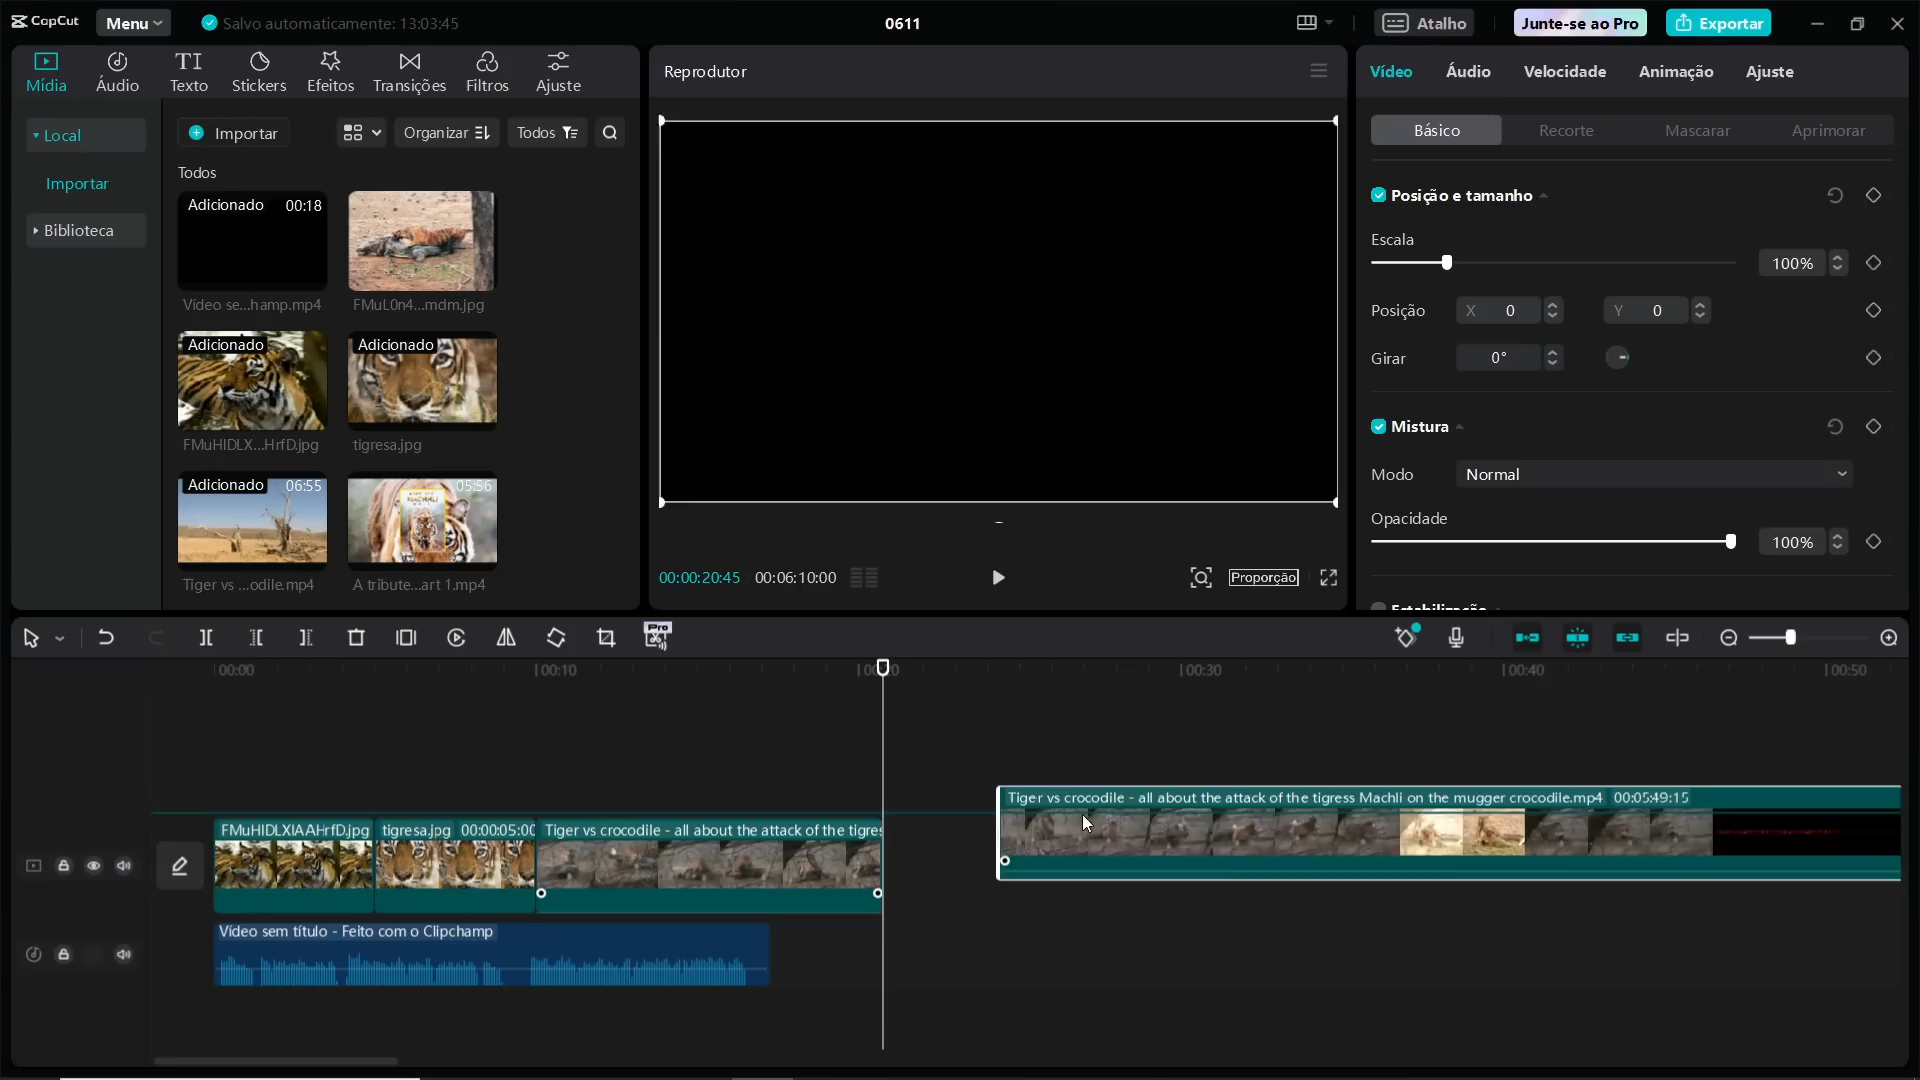 CapCut
Menu
Salvo automaticamente: 13:03:45
0611
Atalho
Junte-se ao Pro
Exportar
Mídia
Áudio
Texto
Stickers
Efeitos
Transições
Filtros
Ajuste
Local
Importar
Biblioteca
Importar
Organizar
Todos
Todos
Adicionado 00:18
Vídeo se...hamp.mp4
FMuL0n4...mdm.jpg
Adicionado
FMuHIDLX...HrfD.jpg
Adicionado
tigresa.jpg
Adicionado 06:55
Tiger vs ...odile.mp4
05:56
A tribute...art 1.mp4
Reprodutor
00:00:20:45
00:06:10:00
Proporção
Vídeo
Áudio
Velocidade
Animação
Ajuste
Básico
Recorte
Mascarar
Aprimorar
Posição e tamanho
Escala
100%
Posição
X 0
Y 0
Girar
0°
Mistura
Modo
Normal
Opacidade
100%
Estabilização
Pro
00:00
00:10
00:30
00:40
00:50
Tiger vs crocodile - all about the attack of the tigress Machli on the mugger crocodile.mp4 00:05:49:15
FMuHIDLXIAAHrfD.jpg
tigresa.jpg 00:00:05:00
Tiger vs crocodile - all about the attack of the tigres
Vídeo sem título - Feito com o Clipchamp